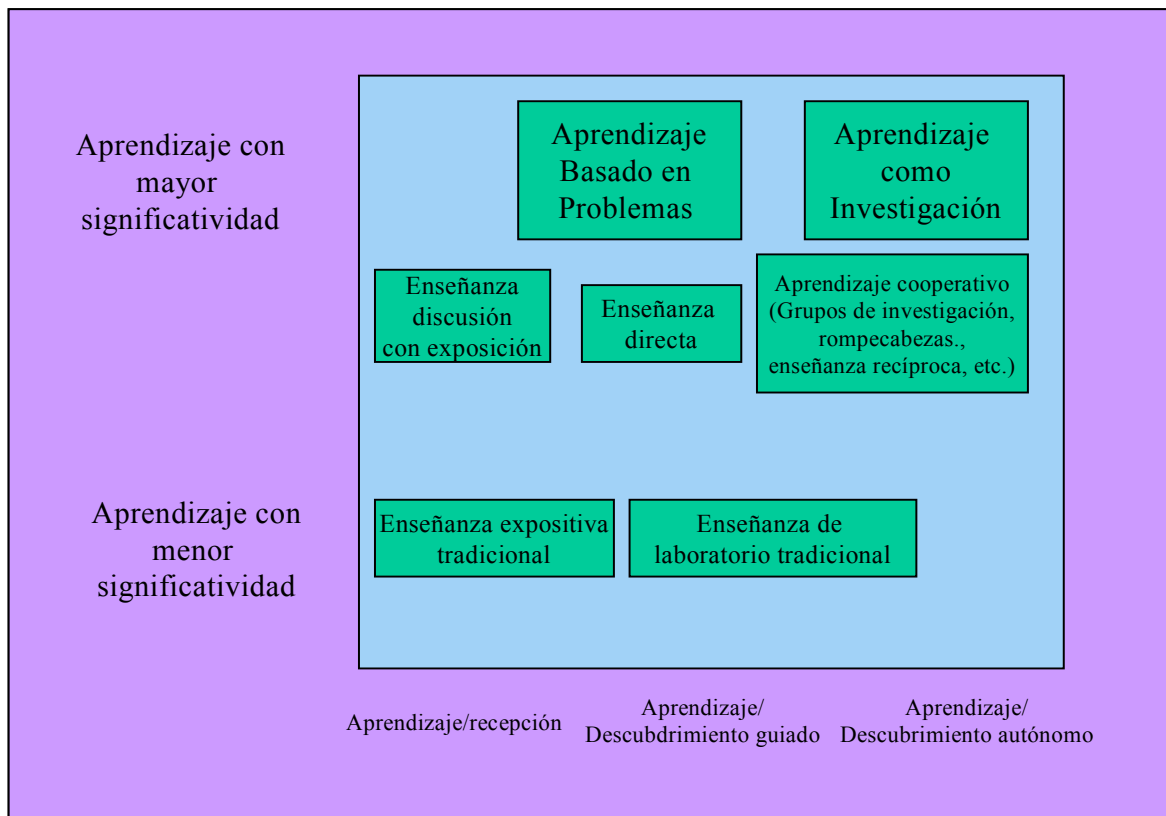 Aprendizaje con
mayor
significatividad
Aprendizaje
Basado en
Problemas
Aprendizaje
como
Investigación
Enseñanza
discusión
con exposición
Enseñanza
directa
Aprendizaje cooperativo
(Grupos de investigación,
rompecabezas.,
enseñanza recíproca, etc.)
Aprendizaje con
menor
significatividad
Enseñanza expositiva
tradicional
Enseñanza de
laboratorio tradicional
Aprendizaje/recepción
Aprendizaje/
Descubdrimiento guiado
Aprendizaje/
Descubrimiento autónomo